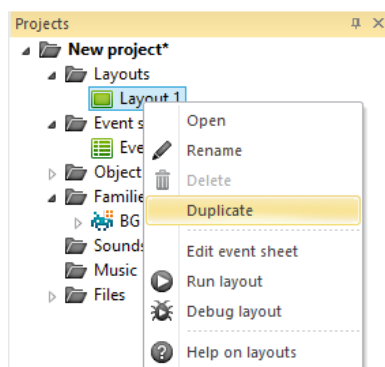 Projects
New project*
Layouts
Layout 1
Event s
Open
Eve
Rename
Object
Delete
Familie
Duplicate
BG
Sounds
Edit event sheet
Music
Run layout
Files
Debug layout
Help on layouts